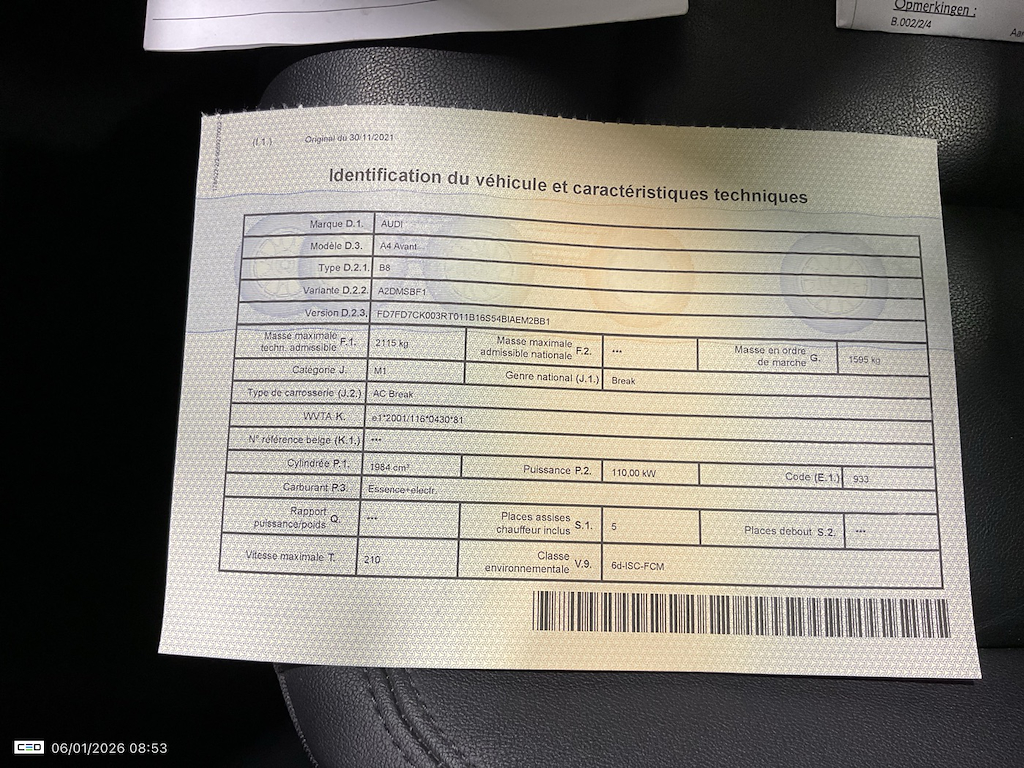 Opmerkingen :
B.002/2/4
(I.1.) Original du 30/11/2021
Identification du véhicule et caractéristiques techniques
Marque D.1. AUDI
Modèle D.3. A4 Avant
Type D.2.1. B8
Variante D.2.2. A2DMSBF1
Version D.2.3. FD7FD7CK003RT011B16S54BIAEM2BB1
Masse maximale techn. admissible F.1. 2115 kg Masse maximale admissible nationale F.2. *** Masse en ordre de marche G. 1595 kg
Catégorie J. M1 Genre national (J.1.) Break
Type de carrosserie (J.2.) AC Break
WVTA K. e1*2001/116*0430*81
N° référence belge (K.1.) ***
Cylindrée P.1. 1984 cm³ Puissance P.2. 110,00 kW Code (E.1.) 933
Carburant P.3. Essence+electr.
Rapport puissance/poids Q. *** Places assises chauffeur inclus S.1. 5 Places debout S.2. ***
Vitesse maximale T. 210 Classe environnementale V.9. 6d-ISC-FCM
06/01/2026 08:53